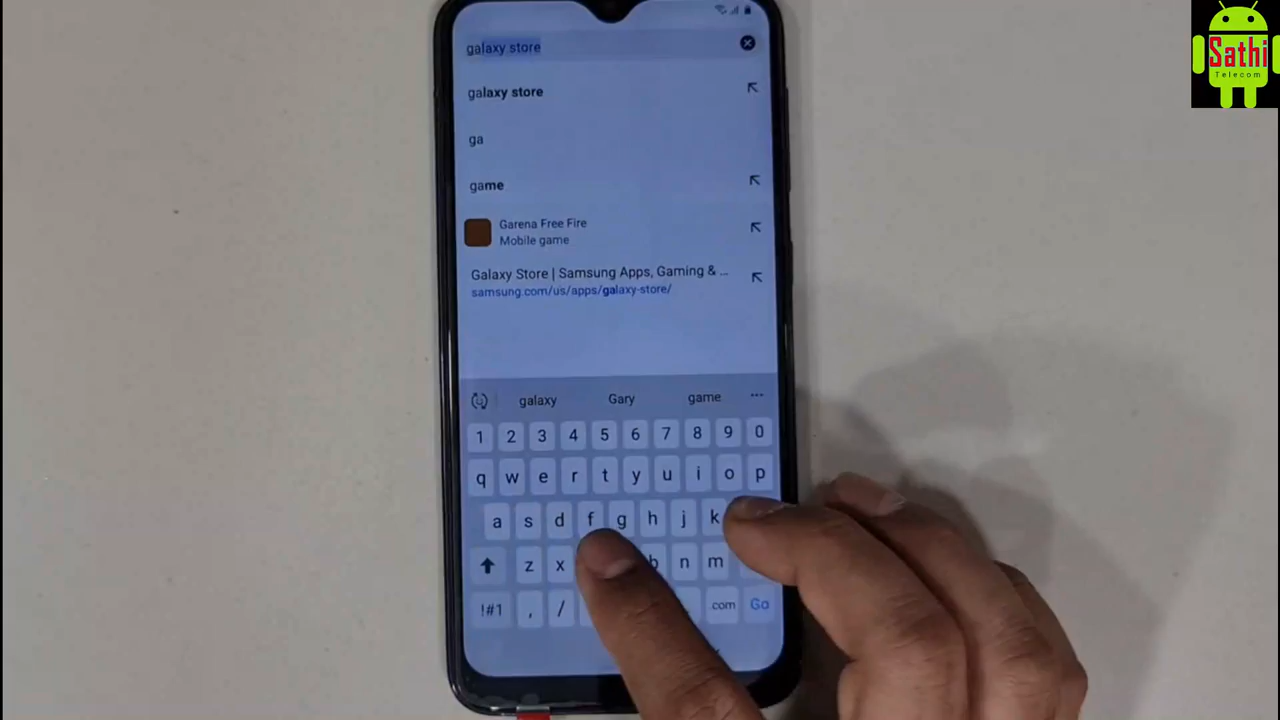 Sathi
Telecom
galaxy store
galaxy store
ga
game
Garena Free Fire
Mobile game
Galaxy Store | Samsung Apps, Gaming & ...
samsung.com/us/apps/galaxy-store/
galaxy Gary game ...
1 2 3 4 5 6 7 8 9 0
q w e r t y u i o p
a s d f g h j k
z x b n m
!#1 , / . .com Go